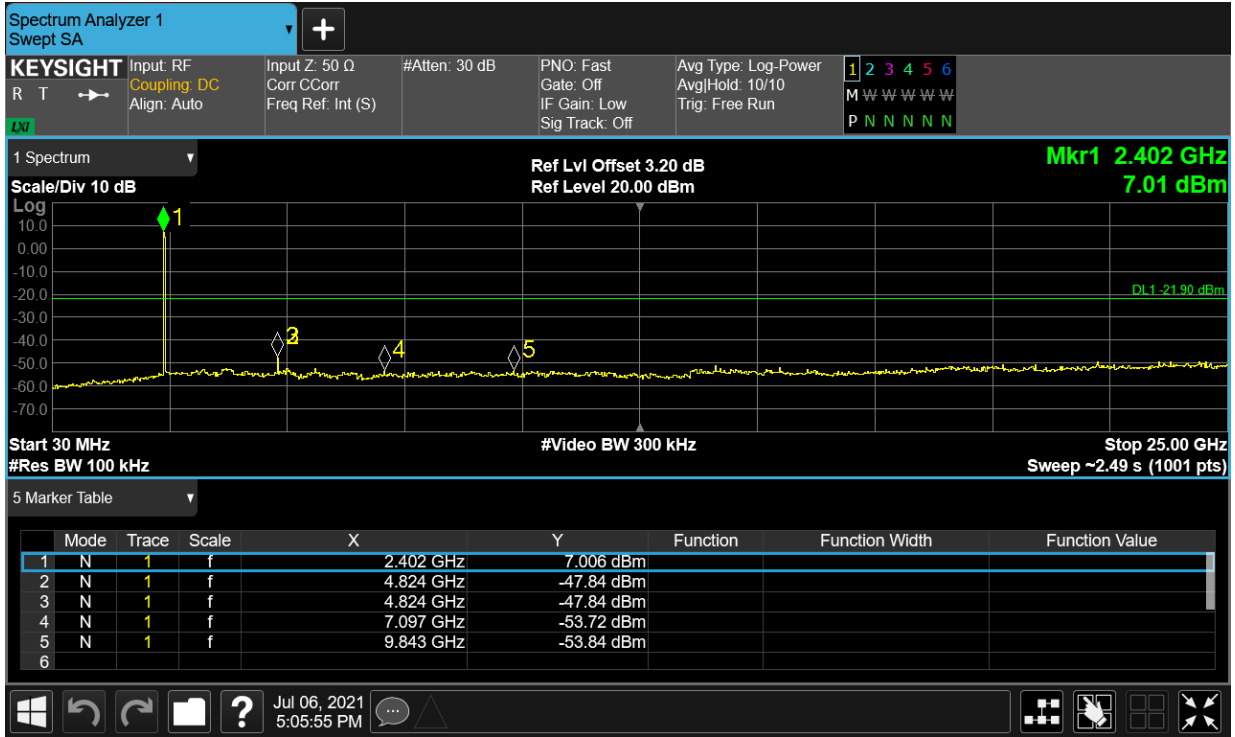 Spectrum Analyzer 1
Swept SA
KEYSIGHT
R T
LXI
Input: RF
Coupling: DC
Align: Auto
Input Z: 50 Ω
Corr CCorr
Freq Ref: Int (S)
#Atten: 30 dB
PNO: Fast
Gate: Off
IF Gain: Low
Sig Track: Off
Avg Type: Log-Power
Avg|Hold: 10/10
Trig: Free Run
1 2 3 4 5 6
M W W W W W
P N N N N N
1 Spectrum
Scale/Div 10 dB
Ref Lvl Offset 3.20 dB
Ref Level 20.00 dBm
Mkr1 2.402 GHz
7.01 dBm
Log
10.0
0.00
-10.0
-20.0
-30.0
-40.0
-50.0
-60.0
-70.0
1
DL1 -21.90 dBm
3
4
5
Start 30 MHz
#Video BW 300 kHz
Stop 25.00 GHz
#Res BW 100 kHz
Sweep ~2.49 s (1001 pts)
5 Marker Table
Mode Trace Scale X Y Function Function Width Function Value
1 N 1 f 2.402 GHz 7.006 dBm
2 N 1 f 4.824 GHz -47.84 dBm
3 N 1 f 4.824 GHz -47.84 dBm
4 N 1 f 7.097 GHz -53.72 dBm
5 N 1 f 9.843 GHz -53.84 dBm
6
?
Jul 06, 2021
5:05:55 PM